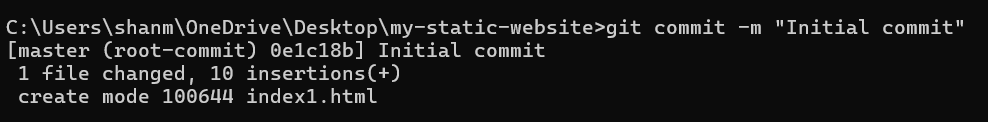 C:\Users\shanm\OneDrive\Desktop\my-static-website>git commit -m "Initial commit"
[master (root-commit) 0e1c18b] Initial commit
 1 file changed, 10 insertions(+)
 create mode 100644 index1.html